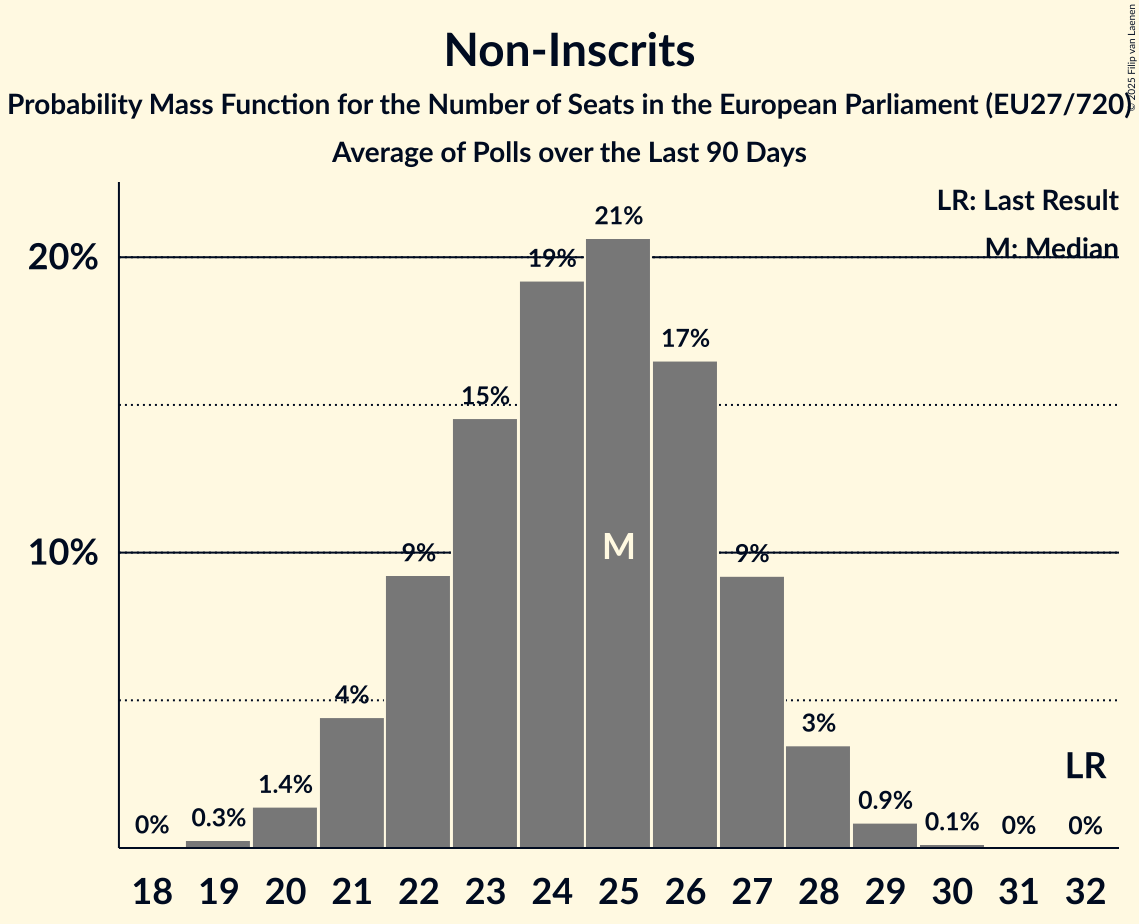 Non-Inscrits
Probability Mass Function for the Number of Seats in the European Parliament (EU27/720)
Average of Polls over the Last 90 Days
© 2025 Filip van Laenen
LR: Last Result
M: Median
20%
10%
0%
0.3%
1.4%
4%
9%
15%
19%
21%
17%
9%
3%
0.9%
0.1%
0%
0%
M
LR
18 19 20 21 22 23 24 25 26 27 28 29 30 31 32